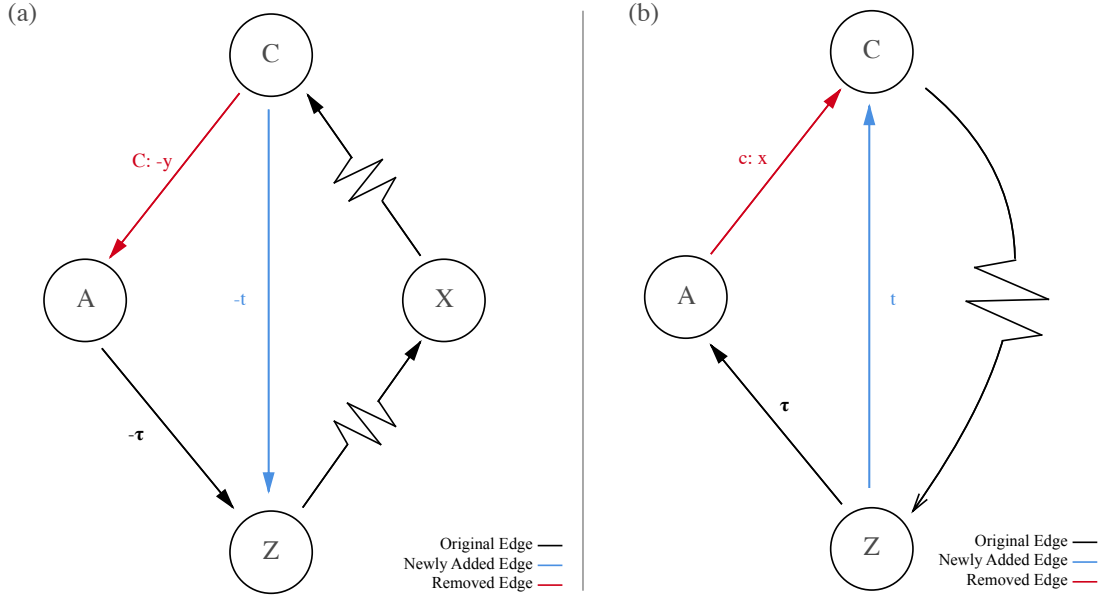 (a)
C
C: -y
A
-t
X
-τ
Z
Original Edge
Newly Added Edge
Removed Edge
(b)
C
c: x
A
t
τ
Z
Original Edge
Newly Added Edge
Removed Edge